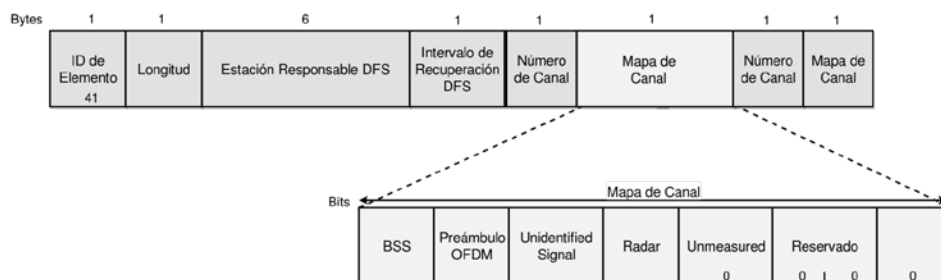 Bytes 1 1 6 1 1 1 1 1
ID de Elemento 41
Longitud
Estación Responsable DFS
Intervalo de Recuperación DFS
Número de Canal
Mapa de Canal
Número de Canal
Mapa de Canal
Mapa de Canal
Bits
BSS
Preámbulo OFDM
Unidentified Signal
Radar
Unmeasured
Reservado
0 0 0 0